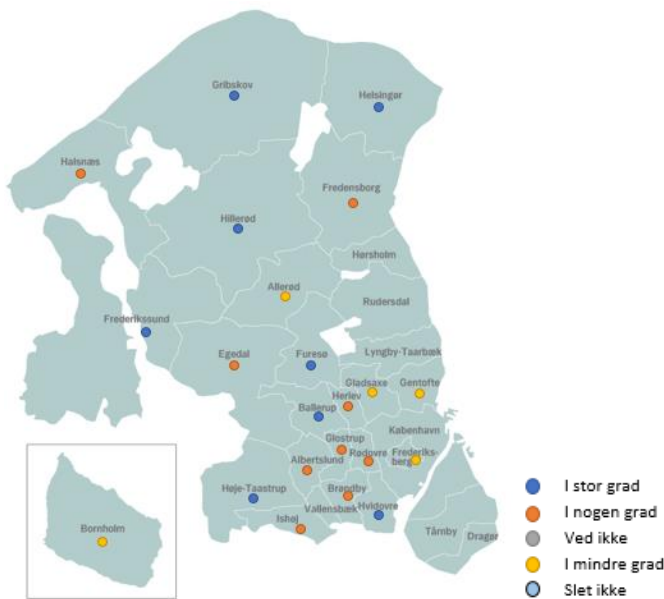 Gribskov
Helsingør
Halsnæs
Fredensborg
Hillerød
Hørsholm
Allerød
Rudersdal
Frederikssund
Lyngby-Taarbæk
Egedal
Furesø
Gladsaxe
Gentofte
Herlev
Ballerup
København
Glostrup
Rødovre
Frederiks-
berg
Albertslund
Høje-Taastrup
Brøndby
Vallensbæk
Hvidovre
Ishøj
Tårnby
Dragør
Bornholm
I stor grad
I nogen grad
Ved ikke
I mindre grad
Slet ikke